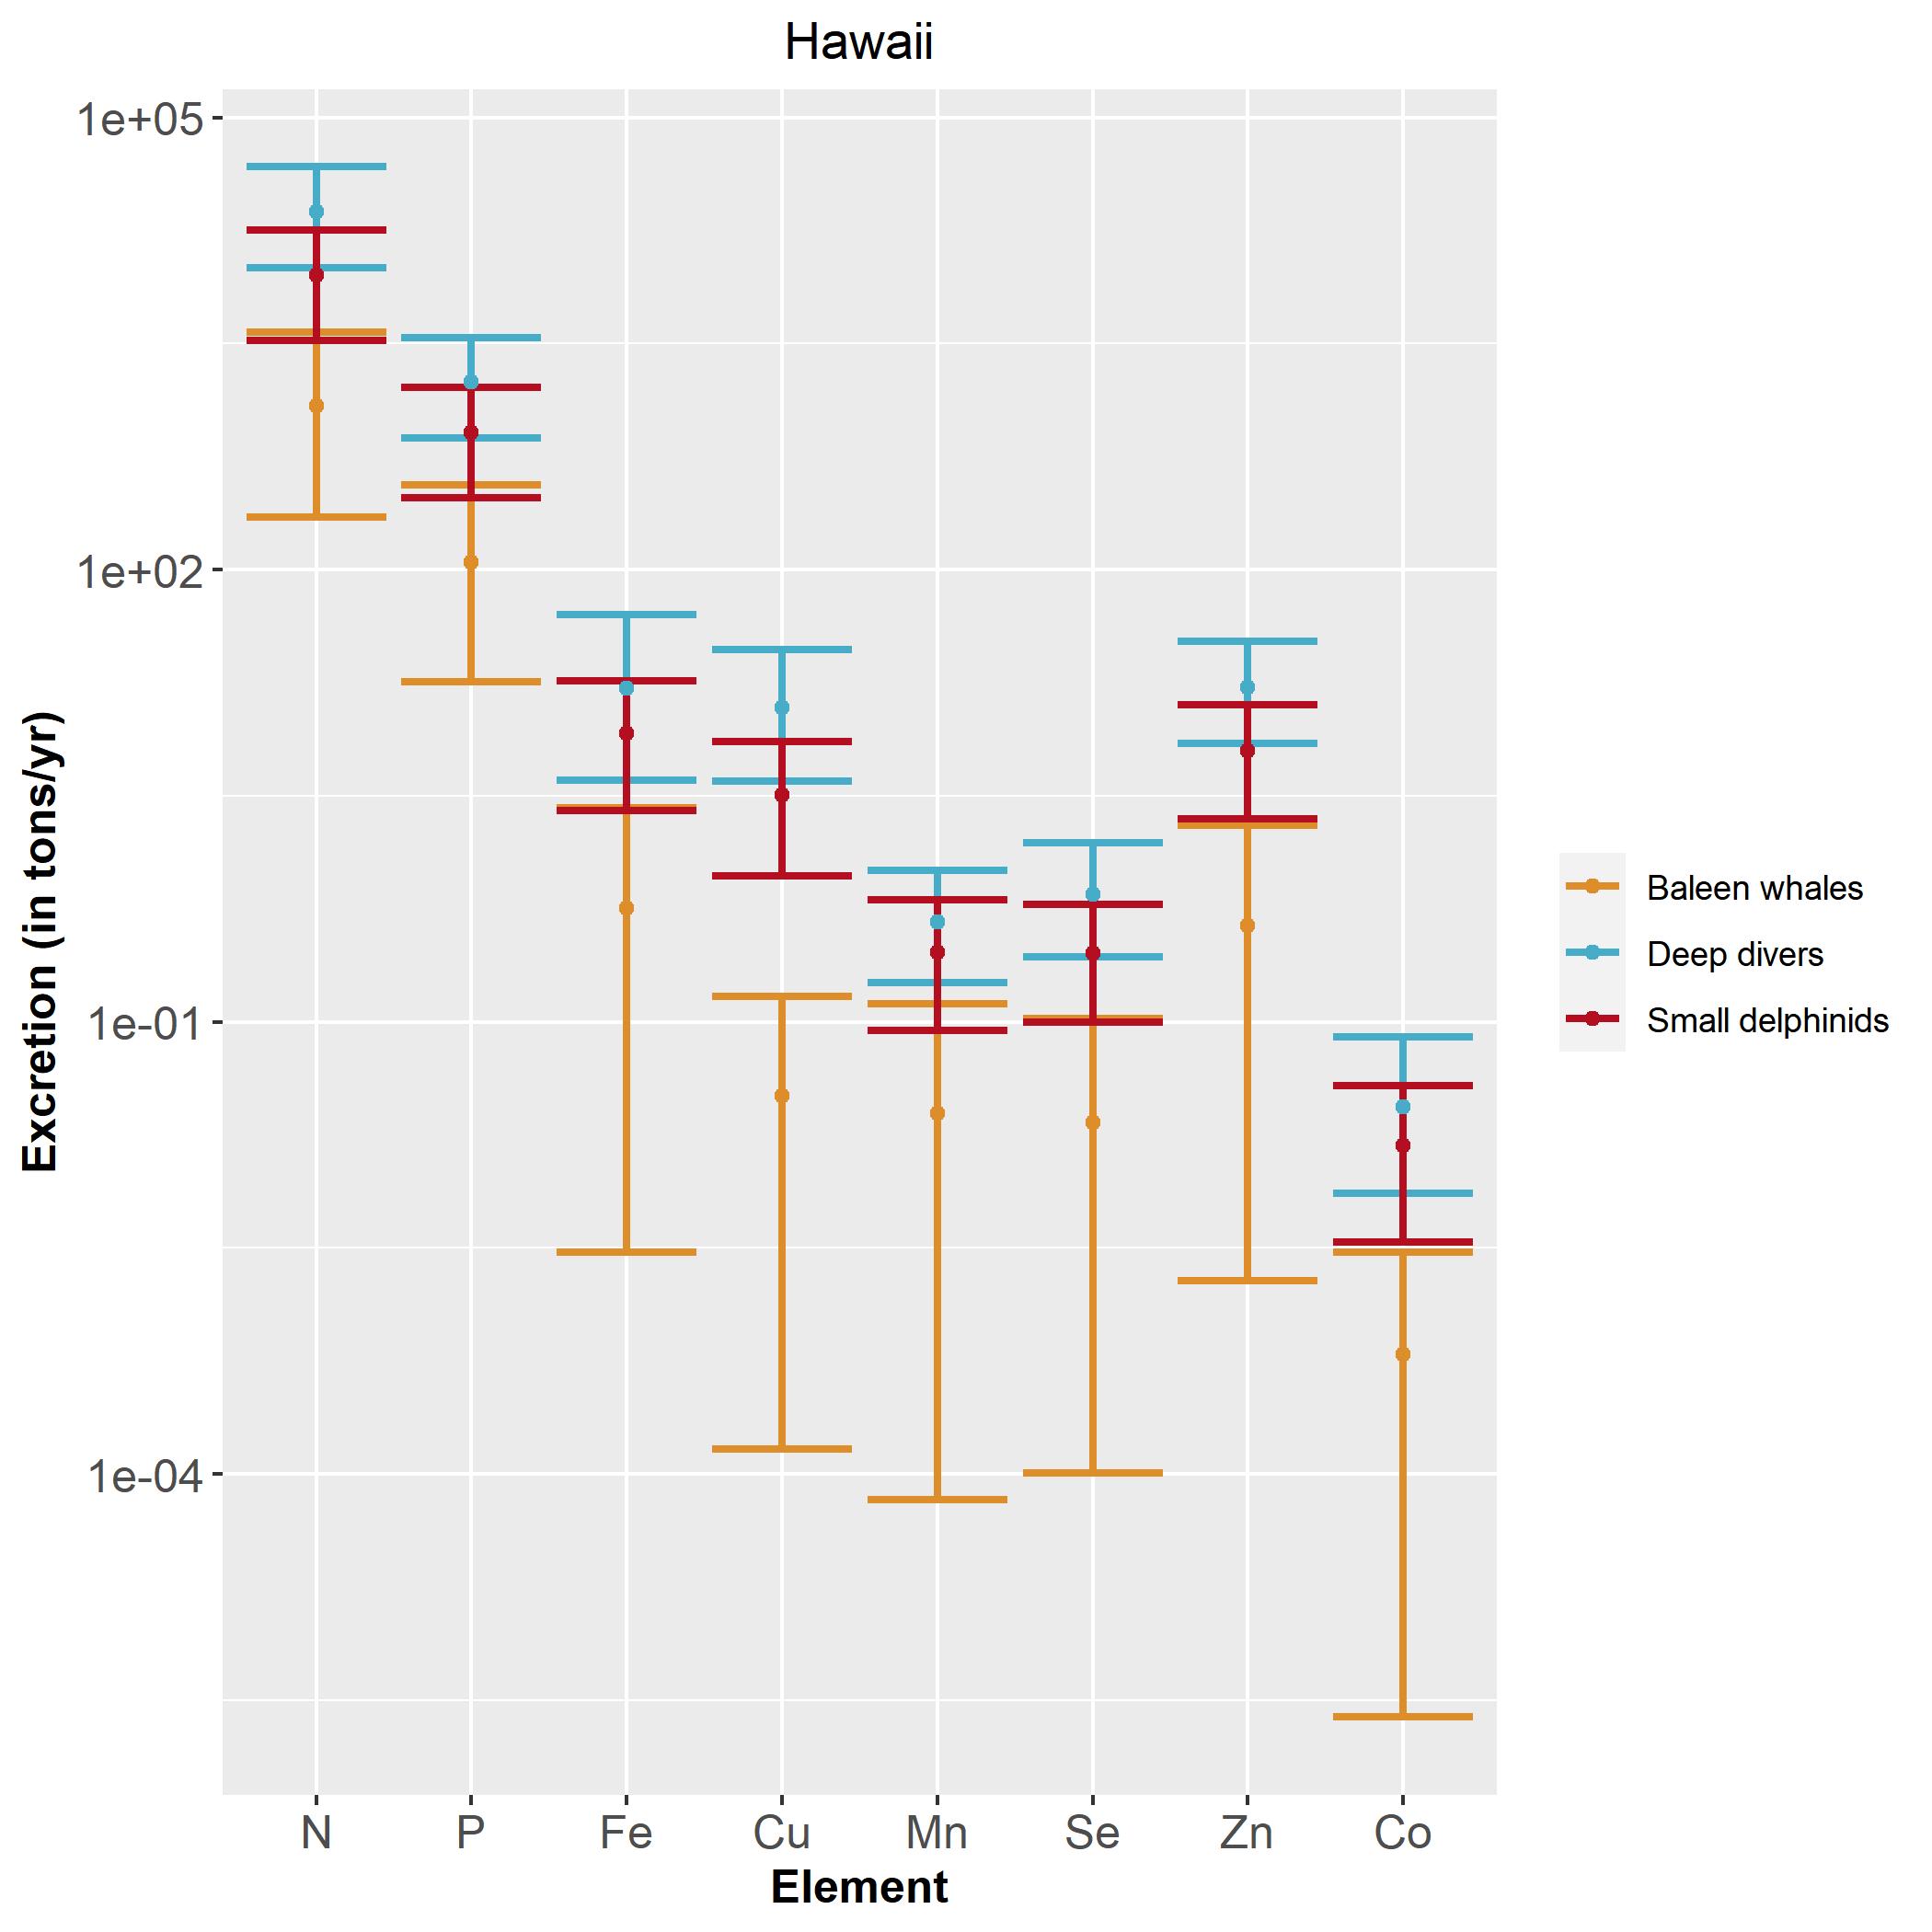 Hawaii
1e+05
1e+02
1e-01
1e-04
Excretion (in tons/yr)
N P Fe Cu Mn Se Zn Co
Element
Baleen whales
Deep divers
Small delphinids